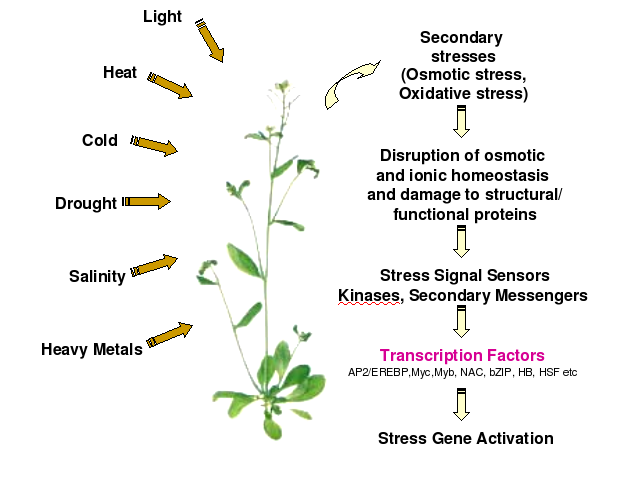 Light
Heat
Cold
Drought
Salinity
Heavy Metals
Secondary
stresses
(Osmotic stress,
Oxidative stress)
Disruption of osmotic
and ionic homeostasis
and damage to structural/
functional proteins
Stress Signal Sensors
Kinases, Secondary Messengers
Transcription Factors
AP2/EREBP,Myc,Myb, NAC, bZIP, HB, HSF etc
Stress Gene Activation